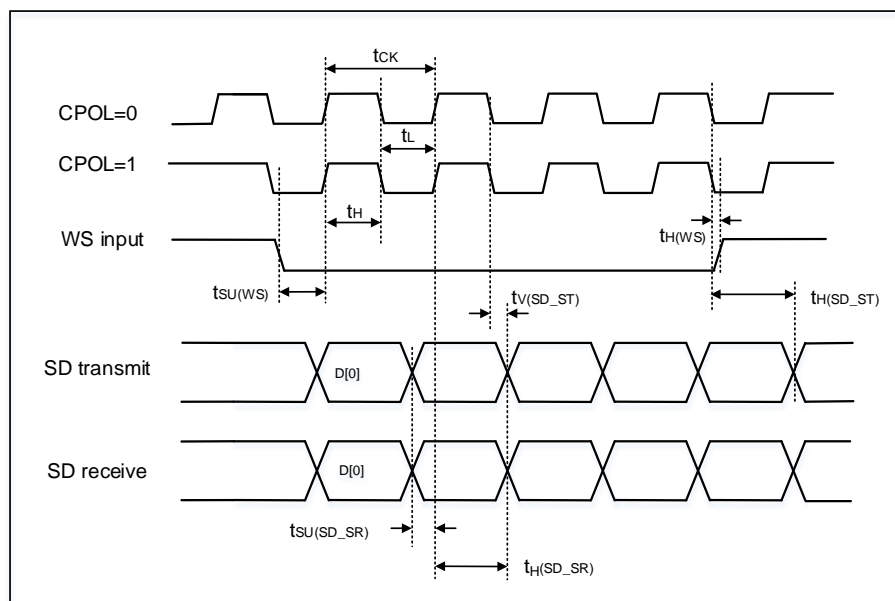 tCK
CPOL=0
tL
CPOL=1
tH
WS input
tH(WS)
tSU(WS)
tV(SD_ST)
tH(SD_ST)
SD transmit
D[0]
SD receive
D[0]
tSU(SD_SR)
tH(SD_SR)